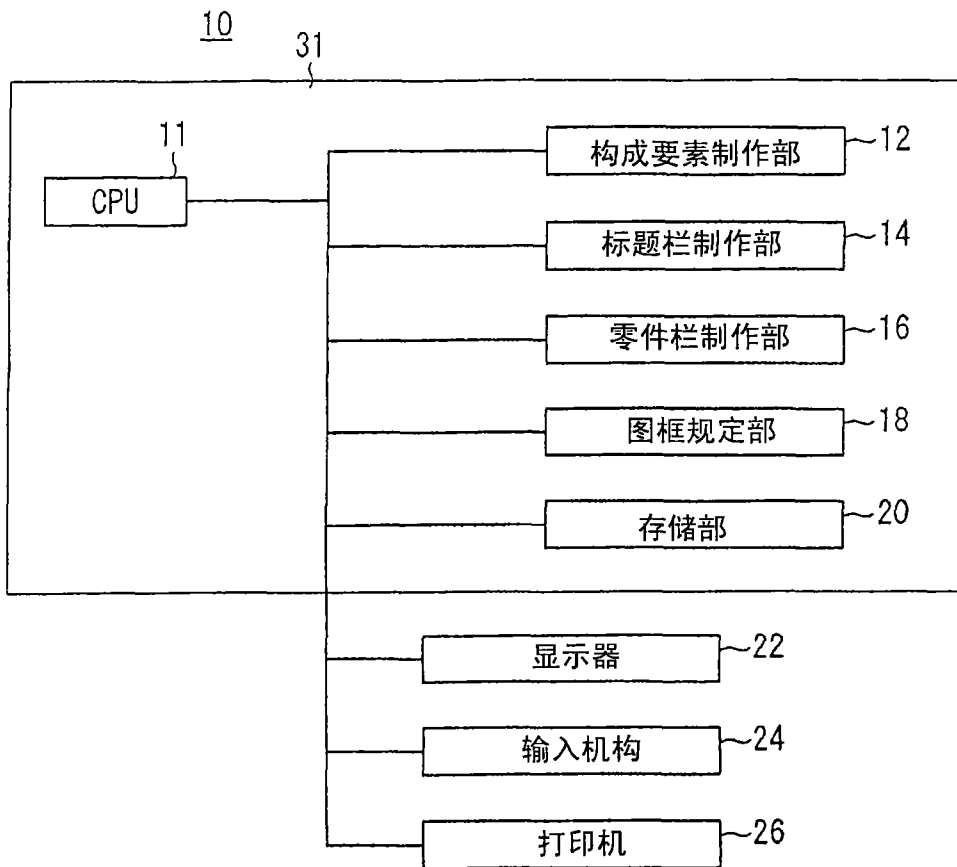 10
31
11
CPU
构成要素制作部
12
标题栏制作部
14
零件栏制作部
16
图框规定部
18
存储部
20
显示器
22
输入机构
24
打印机
26